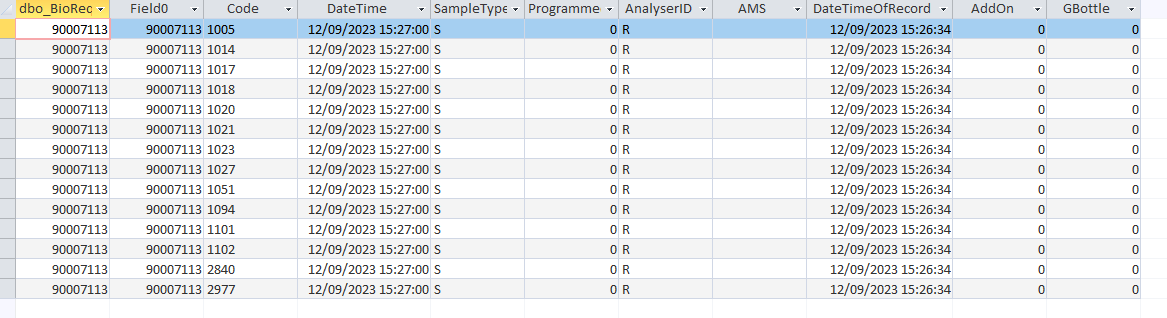 dbo_BioRec Field0 Code DateTime SampleType Programme AnalyserID AMS DateTimeOfRecord AddOn GBottle
90007113 90007113 1005 12/09/2023 15:27:00 S 0 R 12/09/2023 15:26:34 0 0
90007113 90007113 1014 12/09/2023 15:27:00 S 0 R 12/09/2023 15:26:34 0 0
90007113 90007113 1017 12/09/2023 15:27:00 S 0 R 12/09/2023 15:26:34 0 0
90007113 90007113 1018 12/09/2023 15:27:00 S 0 R 12/09/2023 15:26:34 0 0
90007113 90007113 1020 12/09/2023 15:27:00 S 0 R 12/09/2023 15:26:34 0 0
90007113 90007113 1021 12/09/2023 15:27:00 S 0 R 12/09/2023 15:26:34 0 0
90007113 90007113 1023 12/09/2023 15:27:00 S 0 R 12/09/2023 15:26:34 0 0
90007113 90007113 1027 12/09/2023 15:27:00 S 0 R 12/09/2023 15:26:34 0 0
90007113 90007113 1051 12/09/2023 15:27:00 S 0 R 12/09/2023 15:26:34 0 0
90007113 90007113 1094 12/09/2023 15:27:00 S 0 R 12/09/2023 15:26:34 0 0
90007113 90007113 1101 12/09/2023 15:27:00 S 0 R 12/09/2023 15:26:34 0 0
90007113 90007113 1102 12/09/2023 15:27:00 S 0 R 12/09/2023 15:26:34 0 0
90007113 90007113 2840 12/09/2023 15:27:00 S 0 R 12/09/2023 15:26:34 0 0
90007113 90007113 2977 12/09/2023 15:27:00 S 0 R 12/09/2023 15:26:34 0 0